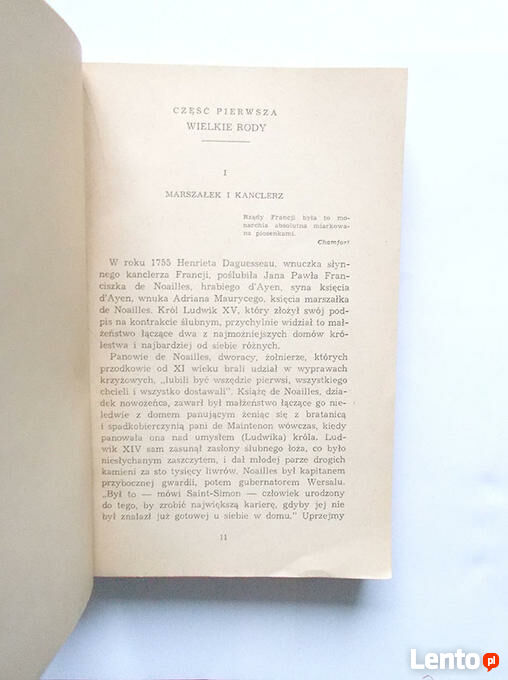 CZĘŚĆ PIERWSZA
WIELKIE RODY
I
MARSZAŁEK I KANCLERZ
Rządy Francji była to mo-
narchia absolutna miarkowa-
na piosenkami.
Chamfort
W roku 1755 Henrieta Daguesseau, wnuczka słyn-
nego kanclerza Francji, poślubiła Jana Pawła Fran-
ciszka de Noailles, hrabiego d'Ayen, syna księcia
d'Ayen, wnuka Adriana Maurycego, księcia marszałka
de Noailles. Król Ludwik XV, który złożył swój pod-
pis na kontrakcie ślubnym, przychylnie widział to mał-
żeństwo łączące dwa z najmożniejszych domów kró-
lestwa i najbardziej od siebie różnych.
Panowie de Noailles, dworacy, żołnierze, których
przodkowie od XI wieku brali udział w wyprawach
krzyżowych, „lubili być wszędzie pierwsi, wszystkiego
chcieli i wszystko dostawali". Książę de Noailles, dzia-
dek nowożeńca, zawarł był małżeństwo łączące go nie-
ledwie z domem panującym żeniąc się z bratanicą
i spadkobierczynią pani de Maintenon wówczas, kiedy
panowała ona nad umysłem (Ludwika) króla. Lud-
wik XIV sam zasunął zasłony ślubnego łoża, co było
niesłychanym zaszczytem, i dał młodej parze drogich
kamieni za sto tysięcy liwrów. Noailles był kapitanem
przybocznej gwardii, potem gubernatorem Wersalu.
„Był to — mówi Saint-Simon — człowiek urodzony
do tego, by zrobić największą karierę, gdyby jej nie
był znalazł już gotowej u siebie w domu." Uprzejmy
11
Lento.pl